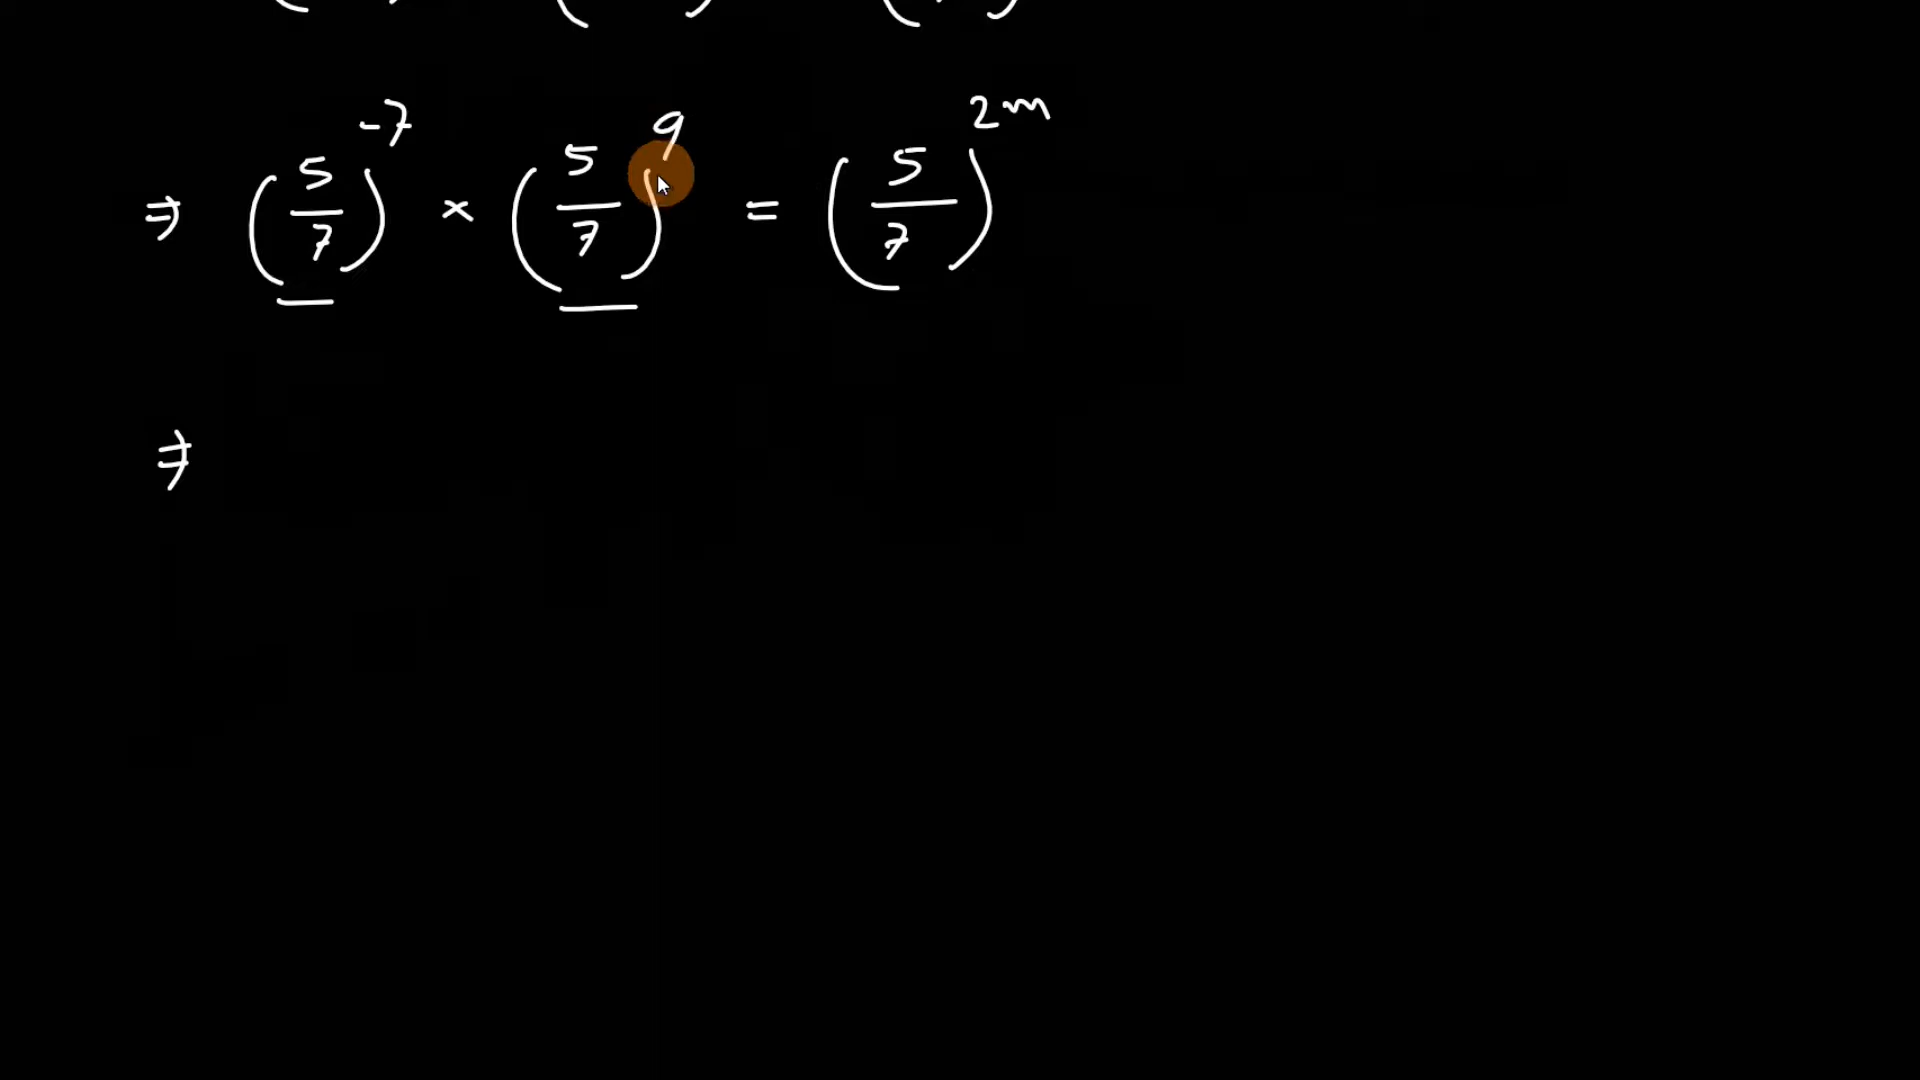 ⇒ (5/7)^-7 × (5/7)^9 = (5/7)^2m
⇒